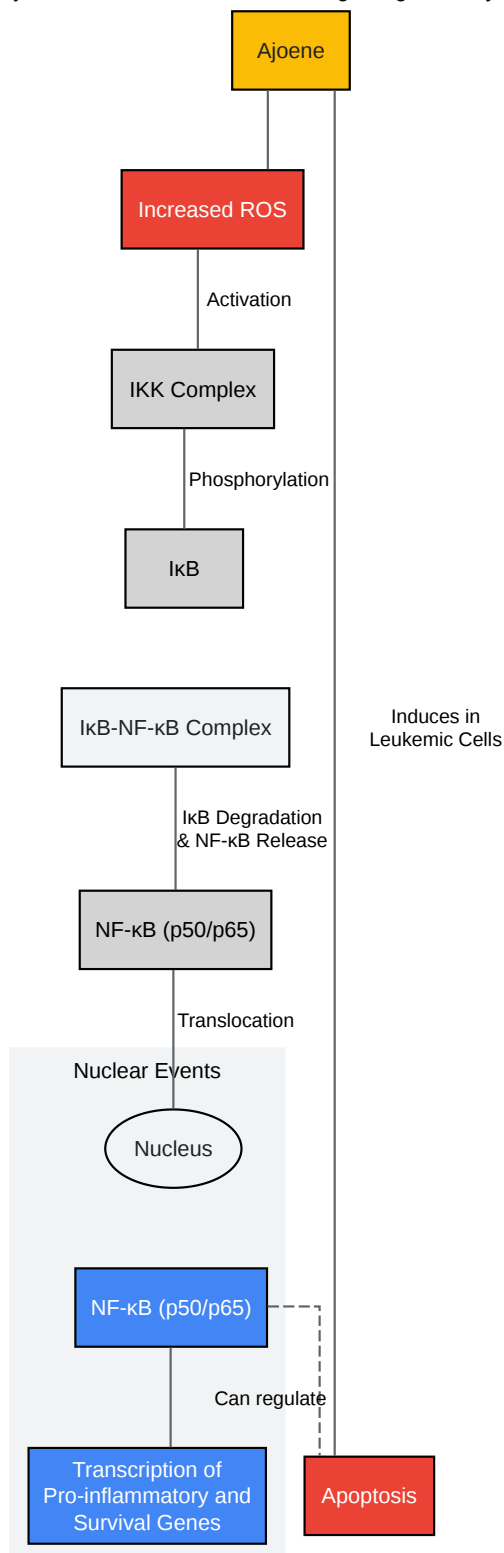 Ajoene
Increased ROS
Activation
IKK Complex
Phosphorylation
IκB
IκB-NF-κB Complex
Induces in
Leukemic Cells
IκB Degradation
& NF-κB Release
NF-κB (p50/p65)
Translocation
Nuclear Events
Nucleus
NF-κB (p50/p65)
Can regulate
Transcription of
Pro-inflammatory and
Survival Genes
Apoptosis